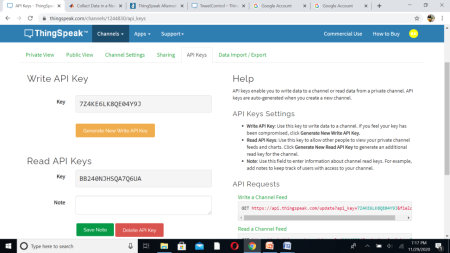 API Keys - ThingSpe
Collect Data in a Ne
ThingSpeak Alternat
TowerControl - Thi
Google Account
Google Account
thingspeak.com/channels/1244830/api_keys
ThingSpeak™
Channels
Apps
Support
Commercial Use
How to Buy
Private View
Public View
Channel Settings
Sharing
API Keys
Data Import / Export
Write API Key
Key
7Z4KE6LK8QE04Y9J
Generate New Write API Key
Read API Keys
Key
BB240NJHSQA7Q6UA
Note
Save Note
Delete API Key
Help
API keys enable you to write data to a channel or read data from a private channel. API
keys are auto-generated when you create a new channel.
API Keys Settings
• Write API Key: Use this key to write data to a channel. If you feel your key has
been compromised, click Generate New Write API Key.
• Read API Keys: Use this key to allow other people to view your private channel
feeds and charts. Click Generate New Read API Key to generate an additional
read key for the channel.
• Note: Use this field to enter information about channel read keys. For example,
add notes to keep track of users with access to your channel.
API Requests
Write a Channel Feed
GET https://api.thingspeak.com/update?api_key=7Z4KE6LK8QE04Y9J&field
Read a Channel Feed
Type here to search
7:17 PM
11/29/2020